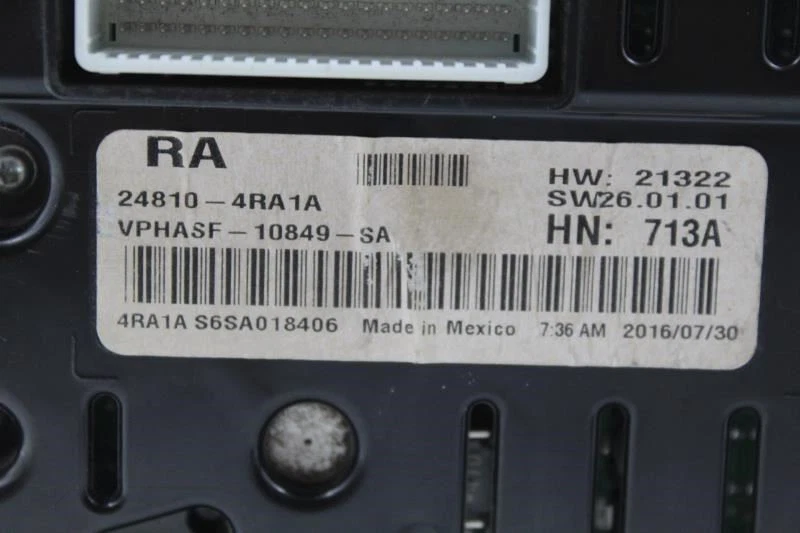 RA
HW: 21322
24810-4RA1A
SW26.01.01
VPHASF-10849-SA
HN: 713A
4RA1A S6SA018406 Made in Mexico 7:36 AM 2016/07/30